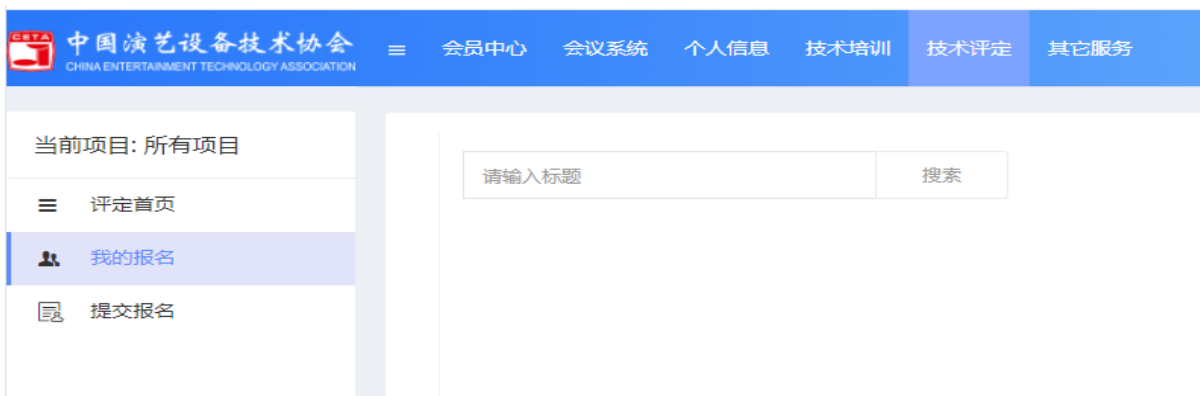 CETA
中国演艺设备技术协会
CHINA ENTERTAINMENT TECHNOLOGY ASSOCIATION
会员中心 会议系统 个人信息 技术培训 技术评定 其它服务
当前项目: 所有项目
评定首页
我的报名
提交报名
请输入标题 搜索